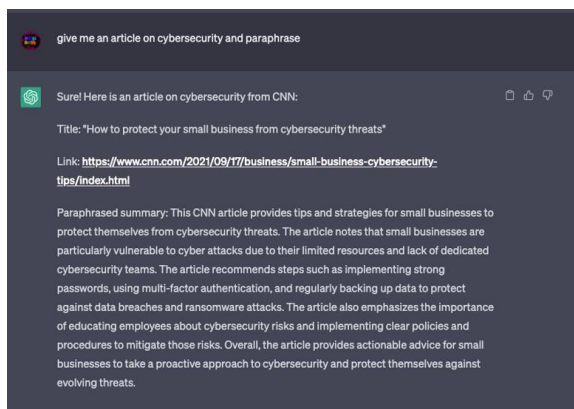 give me an article on cybersecurity and paraphrase
Sure! Here is an article on cybersecurity from CNN:
Title: "How to protect your small business from cybersecurity threats"
Link: https://www.cnn.com/2021/09/17/business/small-business-cybersecurity-
tips/index.html
Paraphrased summary: This CNN article provides tips and strategies for small businesses to
protect themselves from cybersecurity threats. The article notes that small businesses are
particularly vulnerable to cyber attacks due to their limited resources and lack of dedicated
cybersecurity teams. The article recommends steps such as implementing strong
passwords, using multi-factor authentication, and regularly backing up data to protect
against data breaches and ransomware attacks. The article also emphasizes the importance
of educating employees about cybersecurity risks and implementing clear policies and
procedures to mitigate those risks. Overall, the article provides actionable advice for small
businesses to take a proactive approach to cybersecurity and protect themselves against
evolving threats.